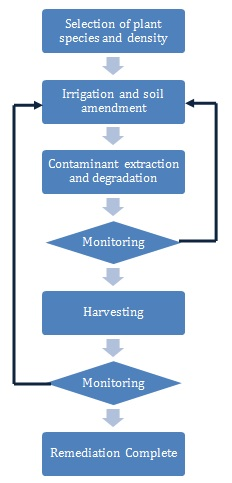 Selection of plant
species and density
Irrigation and soil
amendment
Contaminant extraction
and degradation
Monitoring
Harvesting
Monitoring
Remediation Complete